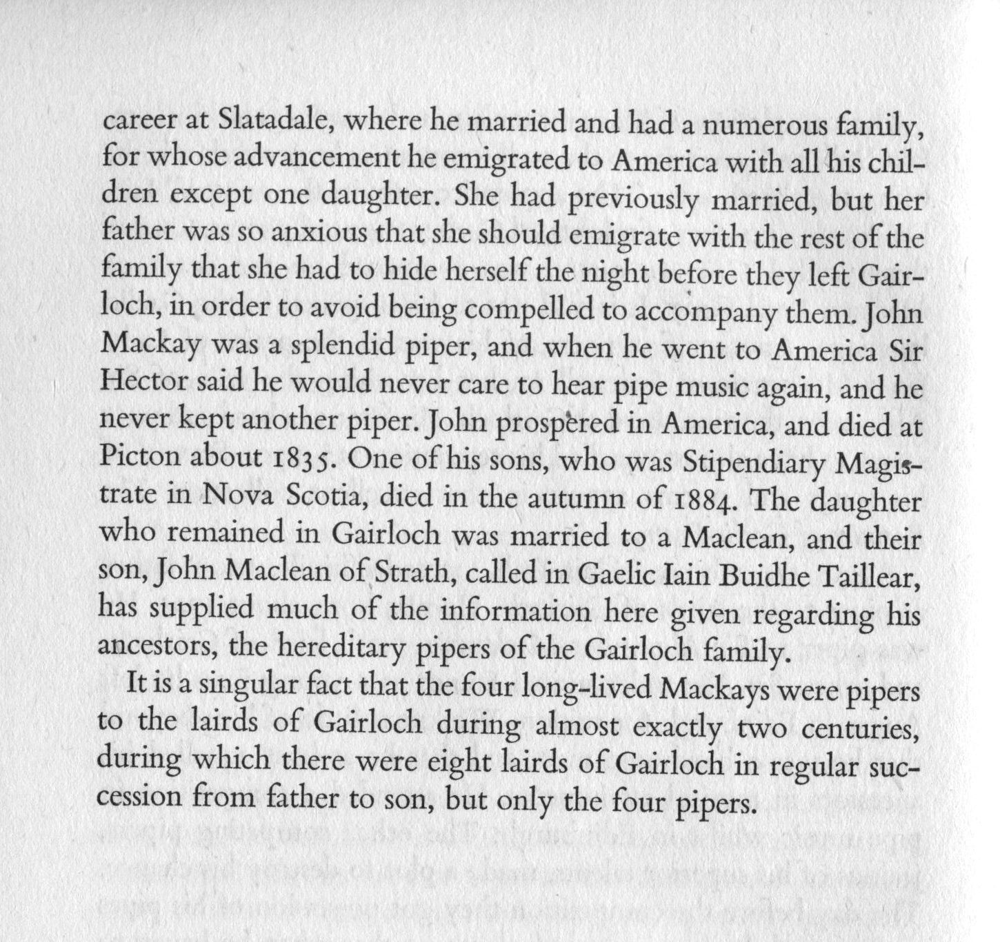 career at Slatadale, where he married and had a numerous family,
for whose advancement he emigrated to America with all his chil-
dren except one daughter. She had previously married, but her
father was so anxious that she should emigrate with the rest of the
family that she had to hide herself the night before they left Gair-
loch, in order to avoid being compelled to accompany them. John
Mackay was a splendid piper, and when he went to America Sir
Hector said he would never care to hear pipe music again, and he
never kept another piper. John prospered in America, and died at
Picton about 1835. One of his sons, who was Stipendiary Magis-
trate in Nova Scotia, died in the autumn of 1884. The daughter
who remained in Gairloch was married to a Maclean, and their
son, John Maclean of Strath, called in Gaelic Iain Buidhe Taillear,
has supplied much of the information here given regarding his
ancestors, the hereditary pipers of the Gairloch family.
It is a singular fact that the four long-lived Mackays were pipers
to the lairds of Gairloch during almost exactly two centuries,
during which there were eight lairds of Gairloch in regular suc-
cession from father to son, but only the four pipers.